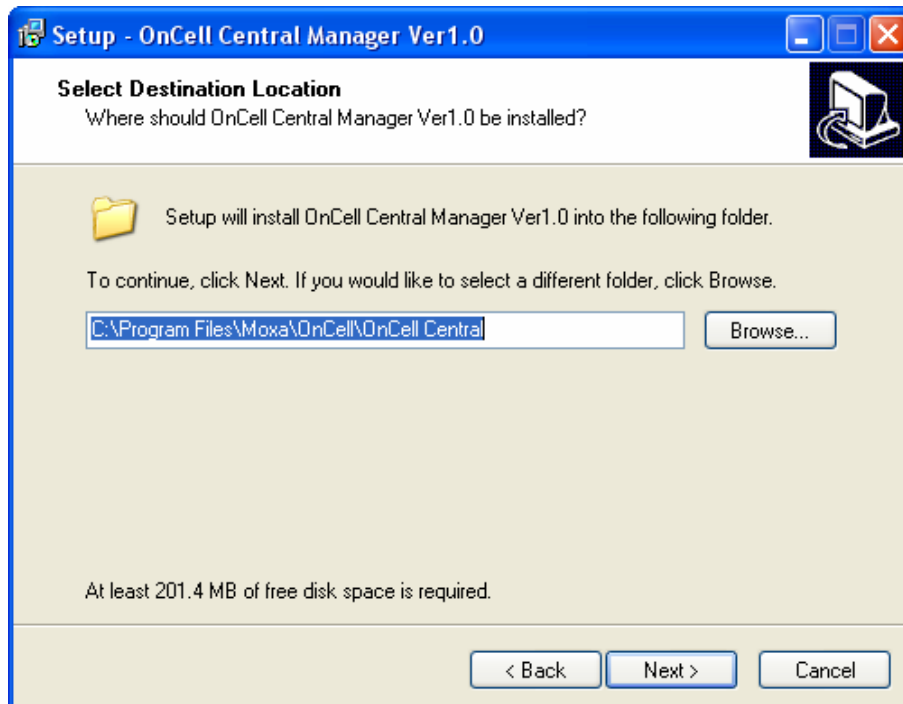 Setup - OnCell Central Manager Ver1.0
Select Destination Location
Where should OnCell Central Manager Ver1.0 be installed?
Setup will install OnCell Central Manager Ver1.0 into the following folder.
To continue, click Next. If you would like to select a different folder, click Browse.
C:\Program Files\Moxa\OnCell\OnCell Central
Browse...
At least 201.4 MB of free disk space is required.
< Back
Next >
Cancel